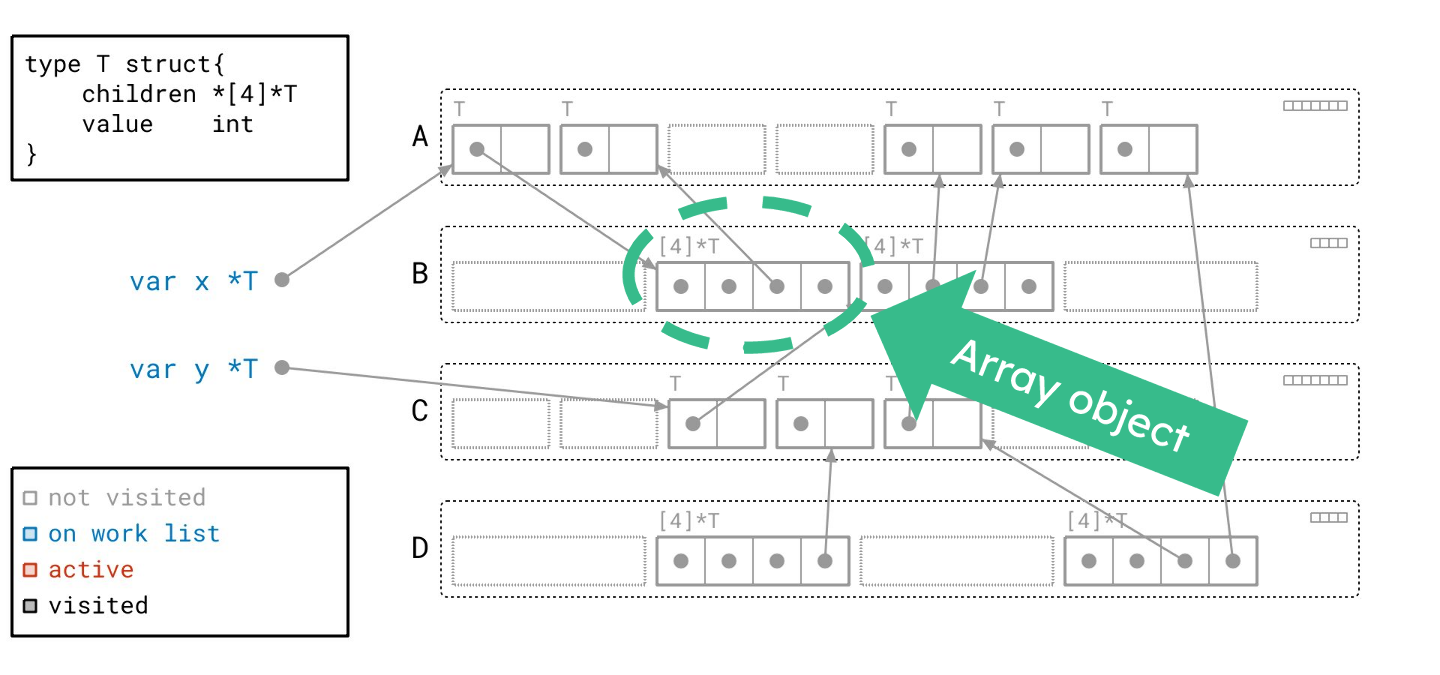 type T struct{
    children *[4]*T
    value    int
}
A
T T T T T
var x *T
B
[4]*T [4]*T
var y *T
C
T T T
Array object
D
[4]*T [4]*T
not visited
on work list
active
visited